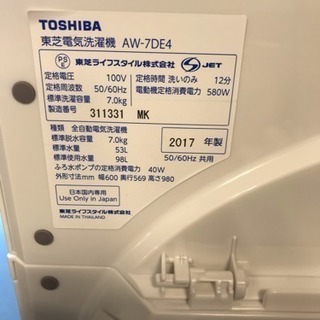 TOSHIBA
東芝電気洗濯機 AW-7DE4
PS E 東芝ライフスタイル株式会社 S JET
定格電圧 100V 定格時間 洗いのみ 12分
定格周波数 50/60Hz 電動機定格消費電力 580W
標準洗濯容量 7.0kg
製造番号 311331 MK
種類 全自動電気洗濯機
標準脱水容量 7.0kg 2017 年製
標準水量 53L
標準使用水量 98L 50/60Hz 共用
ふろ水ポンプの定格消費電力 40W
外形寸法mm 幅600 奥行569 高さ980
日本国内専用
Use Only in Japan
東芝ライフスタイル株式会社
MADE IN THAILAND